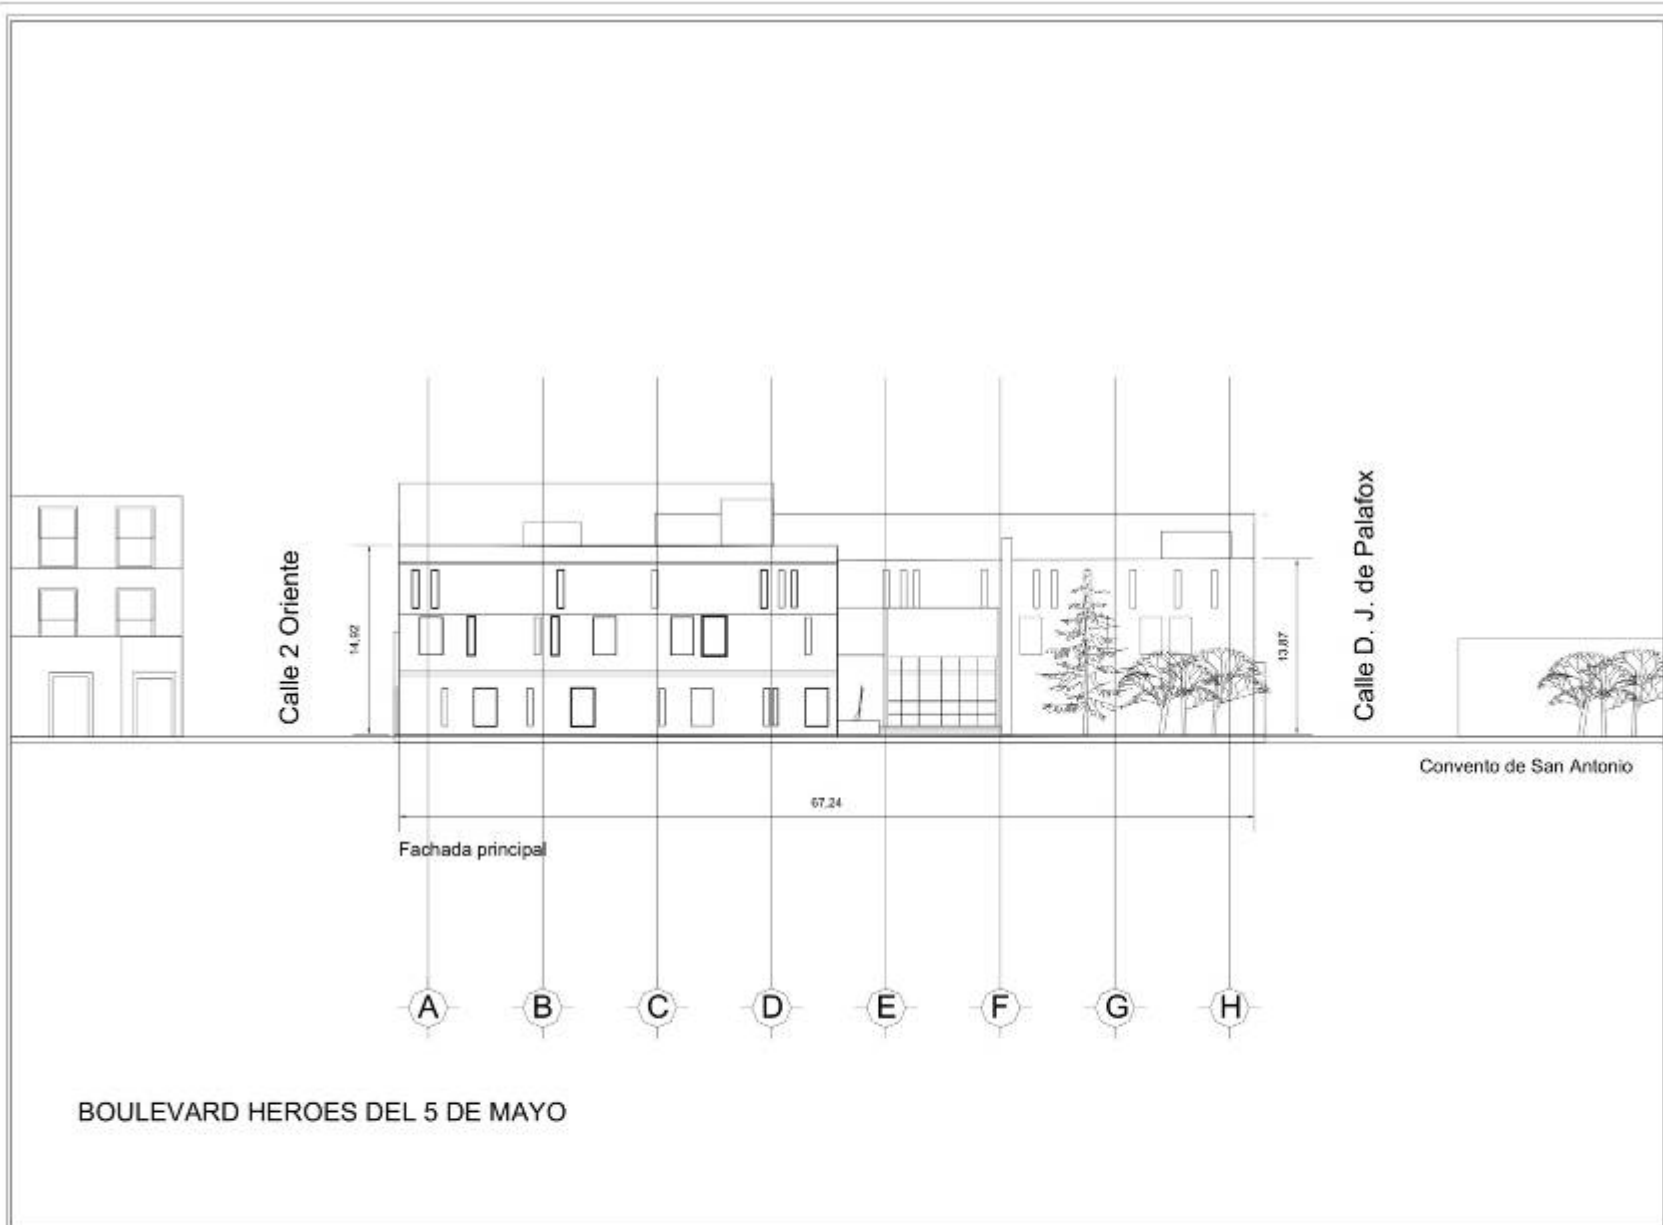 Calle 2 Oriente
14,92
13,87
Calle D. J. de Palafox
Convento de San Antonio
67,24
Fachada principal
A B C D E F G H
BOULEVARD HEROES DEL 5 DE MAYO